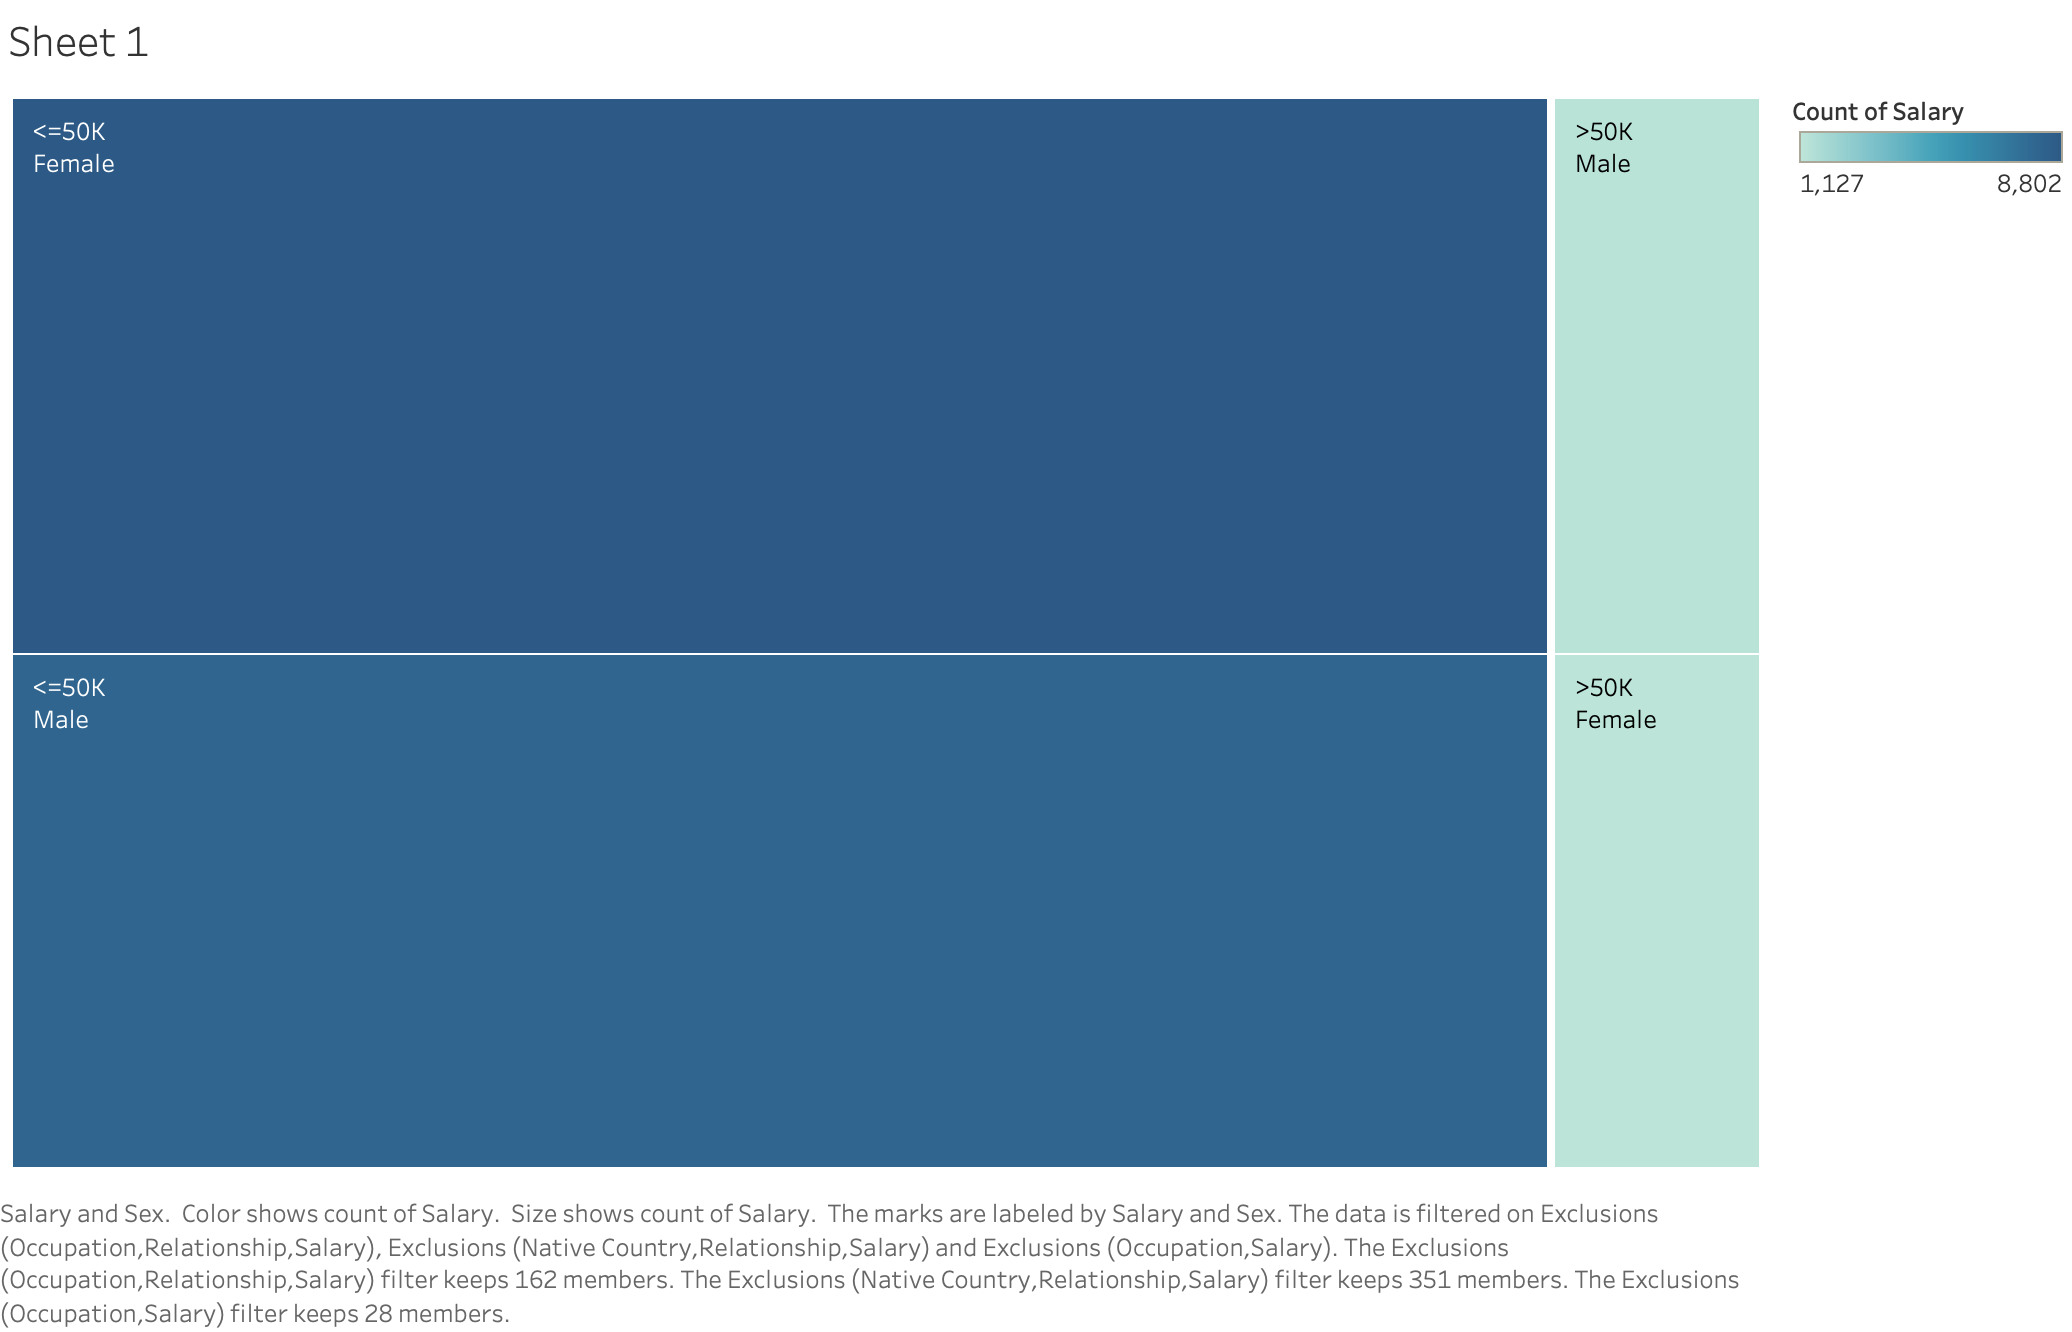 Sheet 1
<=50K
Female
>50K
Male
Count of Salary
1,127 8,802
<=50K
Male
>50K
Female
Salary and Sex.  Color shows count of Salary.  Size shows count of Salary.  The marks are labeled by Salary and Sex. The data is filtered on Exclusions
(Occupation,Relationship,Salary), Exclusions (Native Country,Relationship,Salary) and Exclusions (Occupation,Salary). The Exclusions
(Occupation,Relationship,Salary) filter keeps 162 members. The Exclusions (Native Country,Relationship,Salary) filter keeps 351 members. The Exclusions
(Occupation,Salary) filter keeps 28 members.